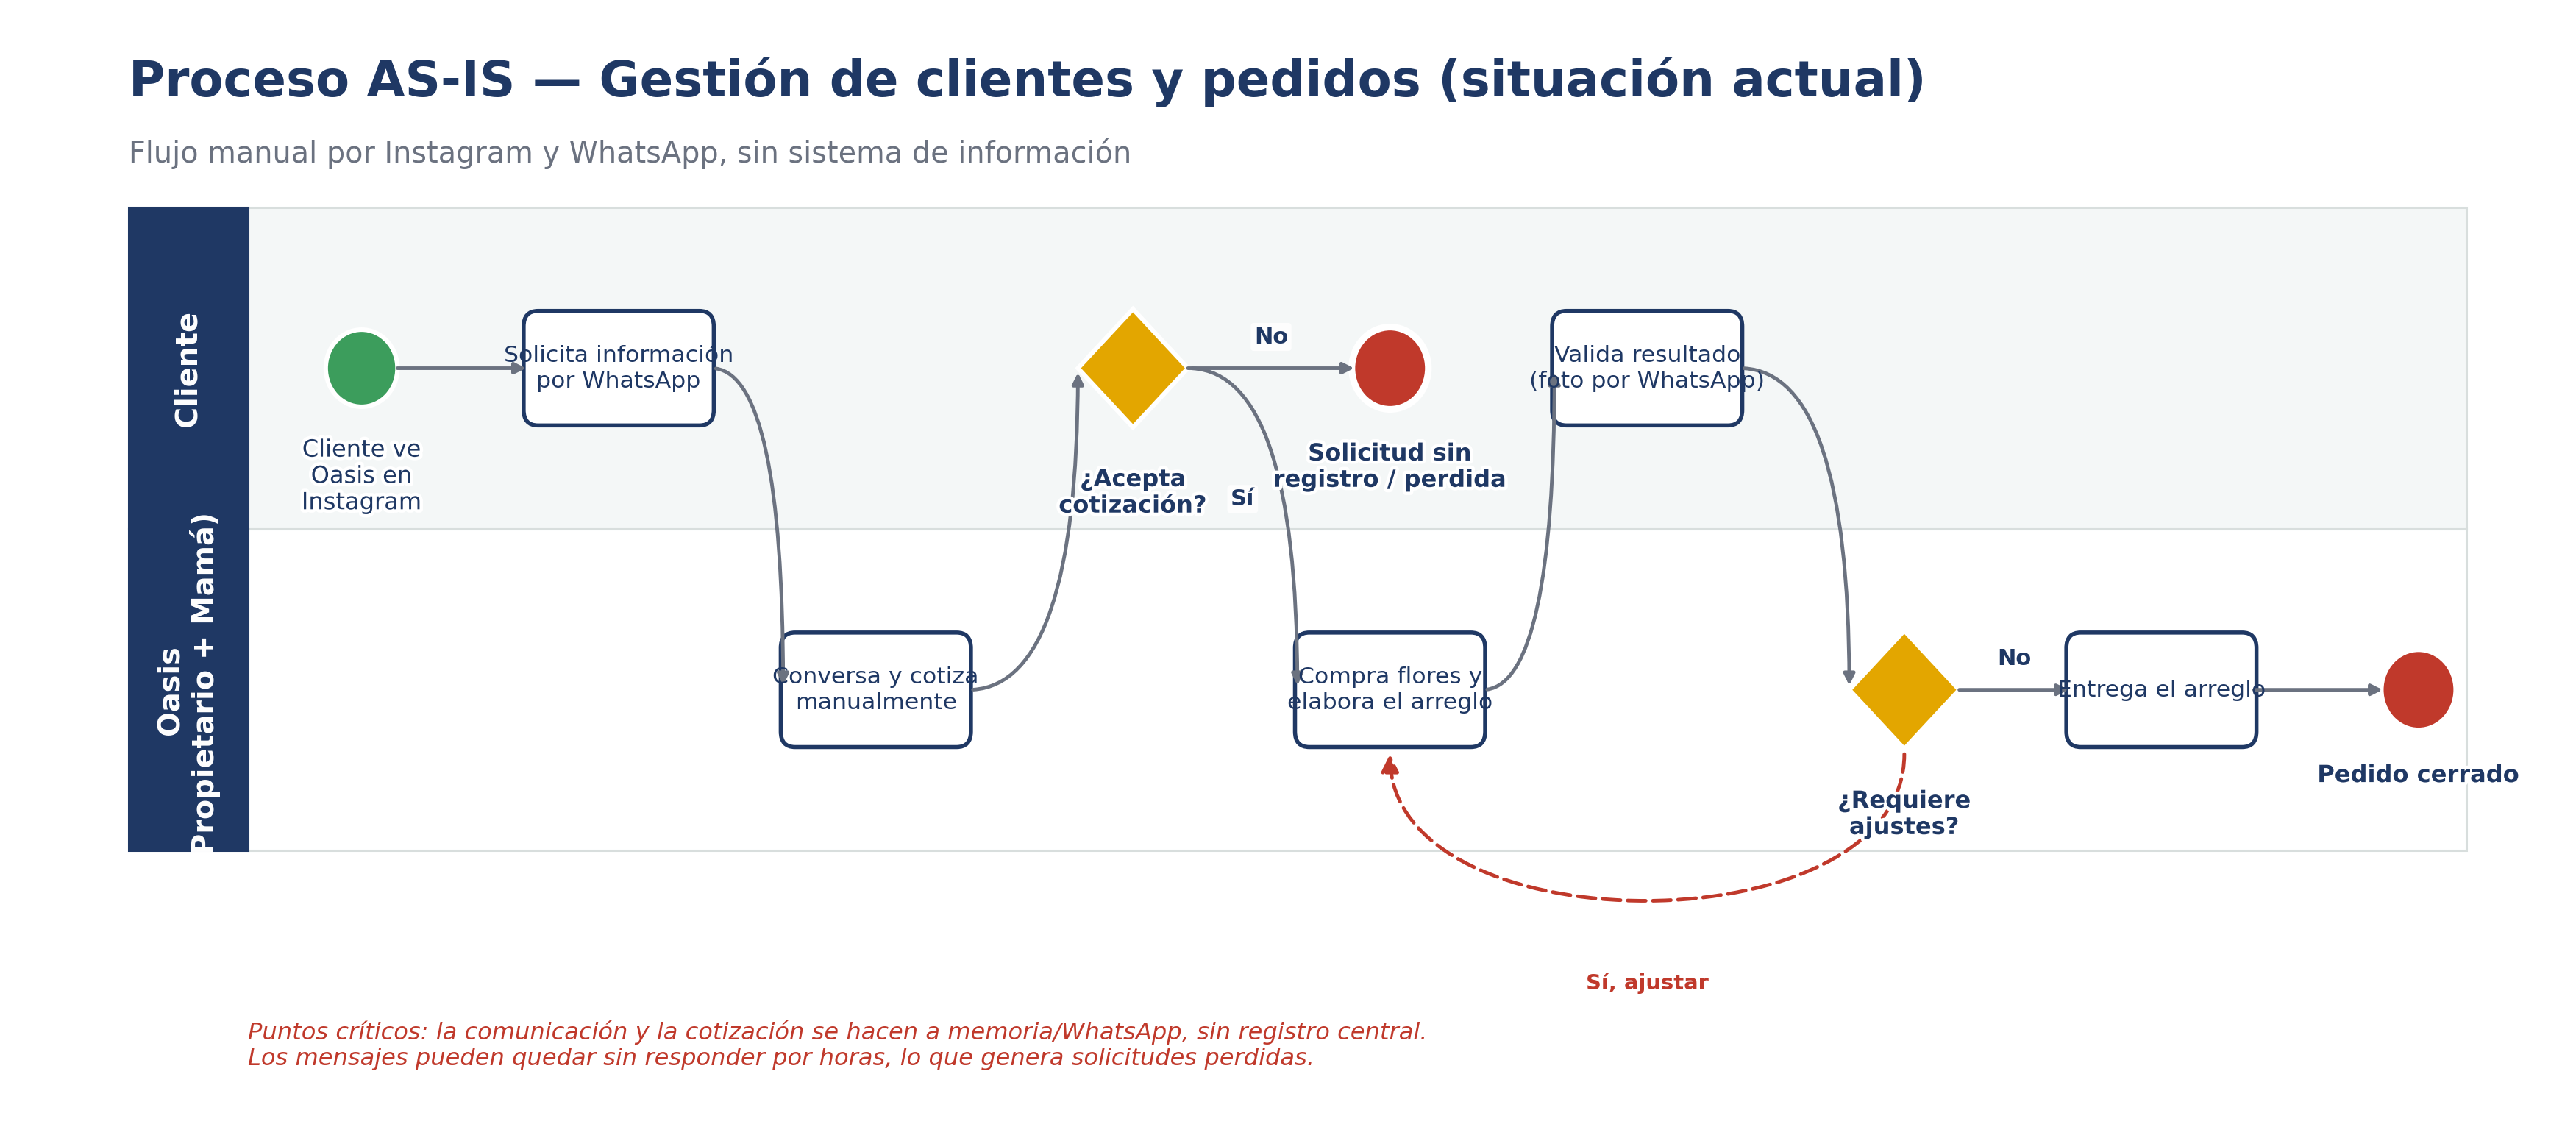 Proceso AS-IS — Gestión de clientes y pedidos (situación actual)
Flujo manual por Instagram y WhatsApp, sin sistema de información
Cliente
Cliente ve
Oasis en
Instagram
Solicita información
por WhatsApp
¿Acepta
cotización?
No
Sí
Solicitud sin
registro / perdida
Valida resultado
(foto por WhatsApp)
Oasis
Propietario + Mamá)
Conversa y cotiza
manualmente
Compra flores y
elabora el arreglo
¿Requiere
ajustes?
No
Entrega el arreglo
Pedido cerrado
Sí, ajustar
Puntos críticos: la comunicación y la cotización se hacen a memoria/WhatsApp, sin registro central.
Los mensajes pueden quedar sin responder por horas, lo que genera solicitudes perdidas.